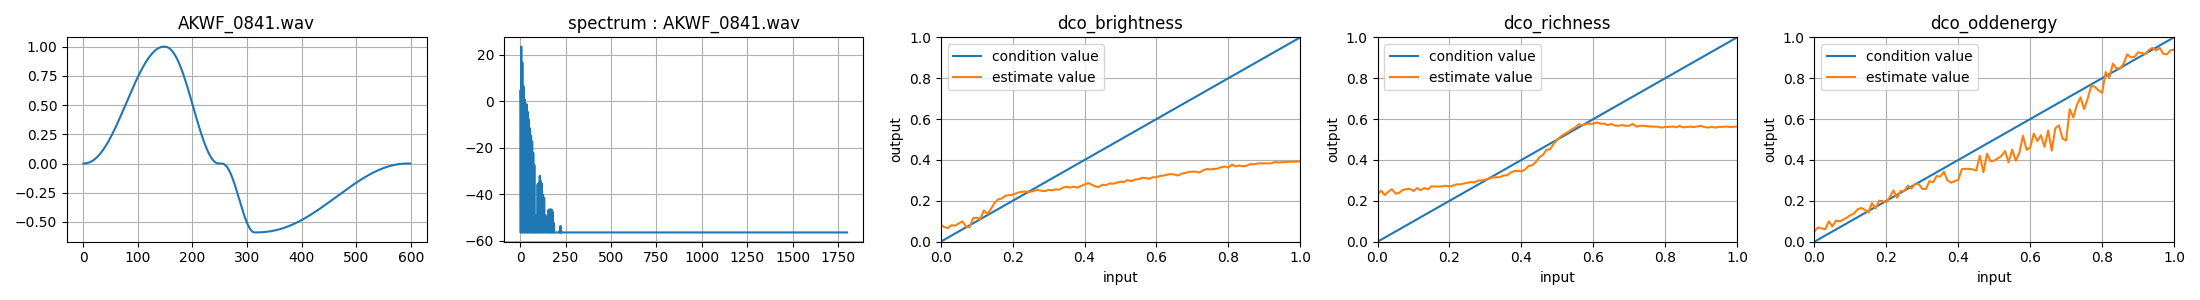 AKWF_0841.wav
1.00
0.75
0.50
0.25
0.00
−0.25
−0.50
0 100 200 300 400 500 600
spectrum : AKWF_0841.wav
20
0
−20
−40
−60
0 250 500 750 1000 1250 1500 1750
dco_brightness
condition value
estimate value
output
1.0
0.8
0.6
0.4
0.2
0.0
0.0 0.2 0.4 0.6 0.8 1.0
input
dco_richness
condition value
estimate value
output
1.0
0.8
0.6
0.4
0.2
0.0
0.0 0.2 0.4 0.6 0.8 1.0
input
dco_oddenergy
condition value
estimate value
output
1.0
0.8
0.6
0.4
0.2
0.0
0.0 0.2 0.4 0.6 0.8 1.0
input